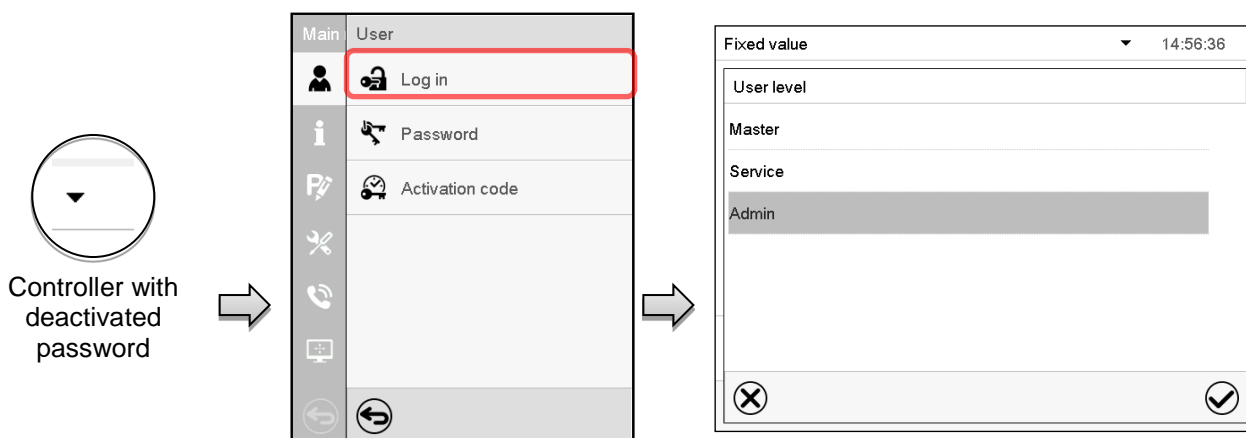 Controller with
deactivated
password
Main
User
Log in
Password
Activation code
Fixed value
14:56:36
User level
Master
Service
Admin